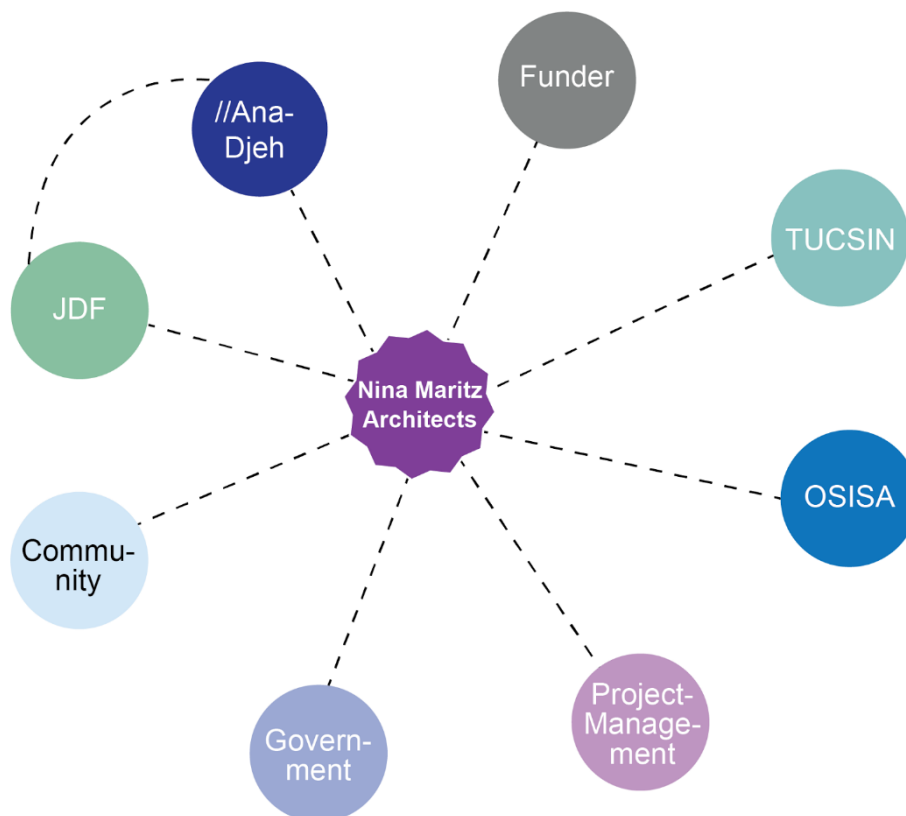 Funder
//Ana-
Djeh
TUCSIN
JDF
Nina Maritz
Architects
OSISA
Commu-
nity
Project-
Manage-
ment
Govern-
ment